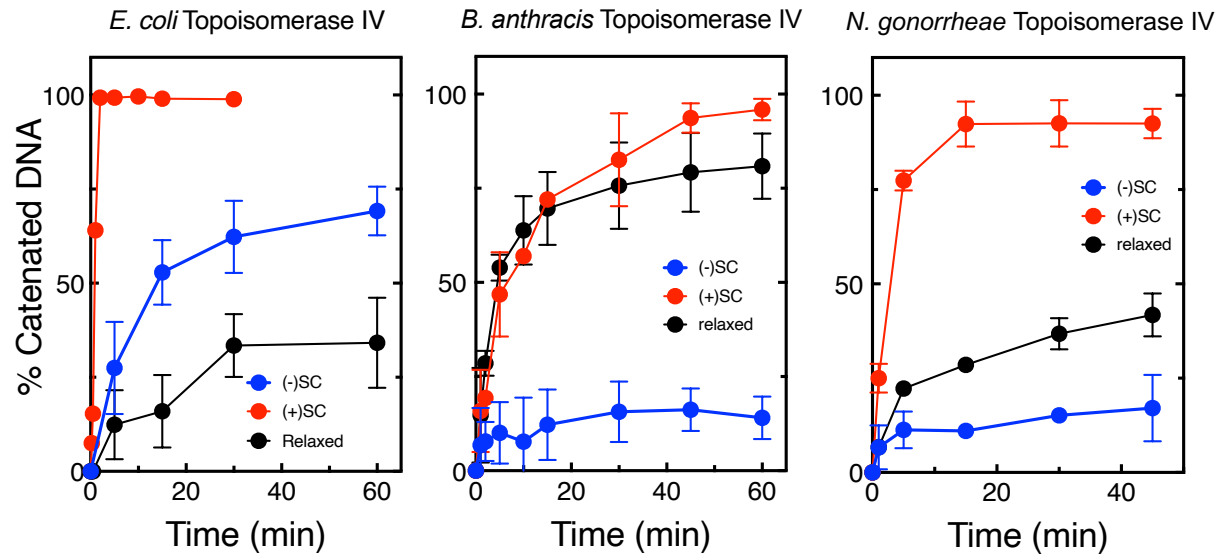 E. coli Topoisomerase IV
B. anthracis Topoisomerase IV
N. gonorrheae Topoisomerase IV
% Catenated DNA
100
50
0
(-)SC
(+)SC
Relaxed
0
20
40
60
Time (min)
100
50
0
(-)SC
(+)SC
relaxed
0
20
40
60
Time (min)
100
50
0
(-)SC
(+)SC
relaxed
0
20
40
Time (min)